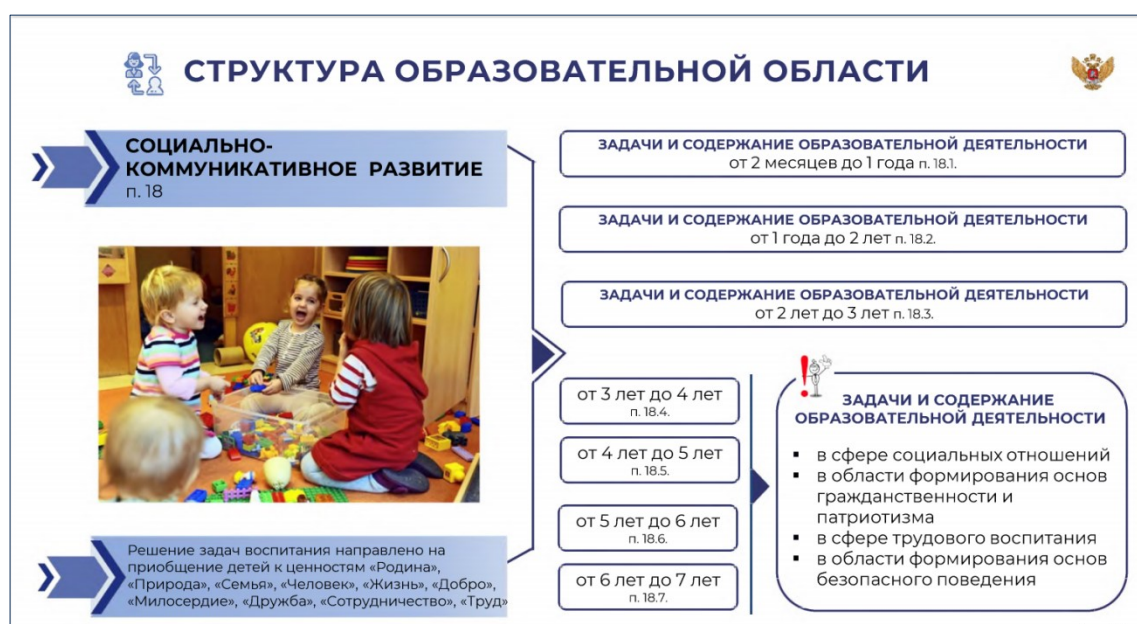 СТРУКТУРА ОБРАЗОВАТЕЛЬНОЙ ОБЛАСТИ
СОЦИАЛЬНО-
КОММУНИКАТИВНОЕ РАЗВИТИЕ
п. 18
Решение задач воспитания направлено на
приобщение детей к ценностям «Родина»,
«Природа», «Семья», «Человек», «Жизнь», «Добро»,
«Милосердие», «Дружба», «Сотрудничество», «Труд»
ЗАДАЧИ И СОДЕРЖАНИЕ ОБРАЗОВАТЕЛЬНОЙ ДЕЯТЕЛЬНОСТИ
от 2 месяцев до 1 года п. 18.1.
ЗАДАЧИ И СОДЕРЖАНИЕ ОБРАЗОВАТЕЛЬНОЙ ДЕЯТЕЛЬНОСТИ
от 1 года до 2 лет п. 18.2.
ЗАДАЧИ И СОДЕРЖАНИЕ ОБРАЗОВАТЕЛЬНОЙ ДЕЯТЕЛЬНОСТИ
от 2 лет до 3 лет п. 18.3.
от 3 лет до 4 лет
п. 18.4.
от 4 лет до 5 лет
п. 18.5.
от 5 лет до 6 лет
п. 18.6.
от 6 лет до 7 лет
п. 18.7.
ЗАДАЧИ И СОДЕРЖАНИЕ
ОБРАЗОВАТЕЛЬНОЙ ДЕЯТЕЛЬНОСТИ
▪ в сфере социальных отношений
▪ в области формирования основ
гражданственности и
патриотизма
▪ в сфере трудового воспитания
▪ в области формирования основ
безопасного поведения